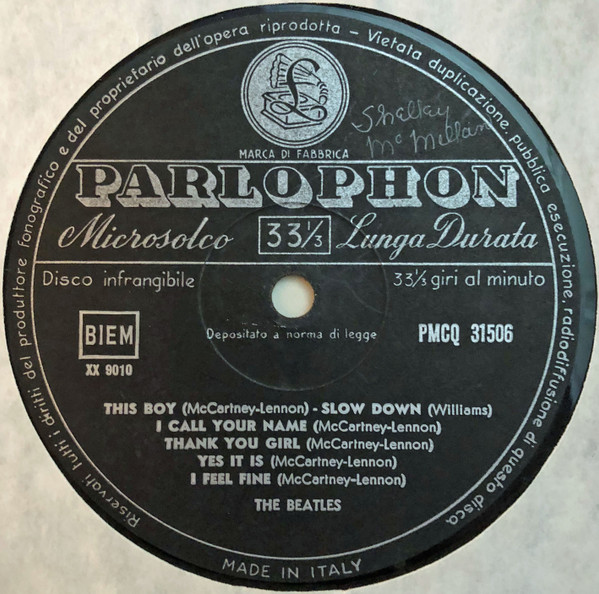 Riservati tutti i diritti del produttore fonografico e del proprietario dell'opera riprodotta - Vietata duplicazione, pubblica esecuzione, radiodiffusione di questo disco.
£
Shelley
Mc Mellan
MARCA DI FABBRICA
PARLOPHON
Microsolco 33⅓ Lunga Durata
Disco infrangibile 33⅓ giri al minuto
BIEM Depositato a norma di legge PMCQ 31506
XX 9010
THIS BOY (McCartney-Lennon) - SLOW DOWN (Williams)
I CALL YOUR NAME (McCartney-Lennon)
THANK YOU GIRL (McCartney-Lennon)
YES IT IS (McCartney-Lennon)
I FEEL FINE (McCartney-Lennon)
THE BEATLES
MADE IN ITALY